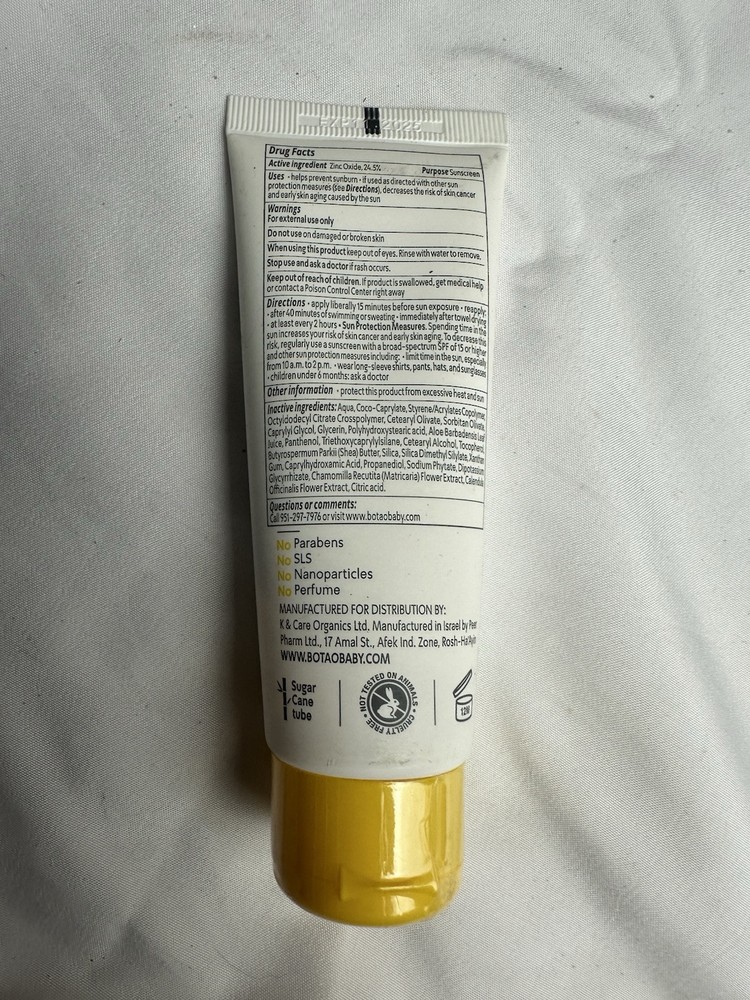 2025
Drug Facts
Active ingredient Zinc Oxide, 24.5% Purpose Sunscreen
Uses • helps prevent sunburn • if used as directed with other sun
protection measures (see Directions), decreases the risk of skin cancer
and early skin aging caused by the sun
Warnings
For external use only
Do not use on damaged or broken skin
When using this product keep out of eyes. Rinse with water to remove.
Stop use and ask a doctor if rash occurs.
Keep out of reach of children. If product is swallowed, get medical help
or contact a Poison Control Center right away
Directions • apply liberally 15 minutes before sun exposure • reapply:
• after 40 minutes of swimming or sweating • immediately after towel drying
• at least every 2 hours • Sun Protection Measures. Spending time in the
sun increases your risk of skin cancer and early skin aging. To decrease this
risk, regularly use a sunscreen with a broad-spectrum SPF of 15 or higher
and other sun protection measures including: • limit time in the sun, especially
from 10 a.m. to 2 p.m. • wear long-sleeve shirts, pants, hats, and sunglasses
• children under 6 months: ask a doctor
Other information • protect this product from excessive heat and sun
Inactive ingredients: Aqua, Coco-Caprylate, Styrene/Acrylates Copolymer,
Octyldodecyl Citrate Crosspolymer, Cetearyl Olivate, Sorbitan Olivate,
Caprylyl Glycol, Glycerin, Polyhydroxystearic acid, Aloe Barbadensis Leaf
Juice, Panthenol, Triethoxycaprylylsilane, Cetearyl Alcohol, Tocopherol,
Butyrospermum Parkii (Shea) Butter, Silica, Silica Dimethyl Silylate, Xanthan
Gum, Caprylhydroxamic Acid, Propanediol, Sodium Phytate, Dipotassium
Glycyrrhizate, Chamomilla Recutita (Matricaria) Flower Extract, Calendula
Officinalis Flower Extract, Citric acid.
Questions or comments:
Call 951-297-7976 or visit www.botaobaby.com
No Parabens
No SLS
No Nanoparticles
No Perfume
MANUFACTURED FOR DISTRIBUTION BY:
K & Care Organics Ltd. Manufactured in Israel by Peer
Pharm Ltd., 17 Amal St., Afek Ind. Zone, Rosh-Ha'Ayin
WWW.BOTAOBABY.COM
Sugar
Cane
tube
NOT TESTED ON ANIMALS
CRUELTY FREE
12M